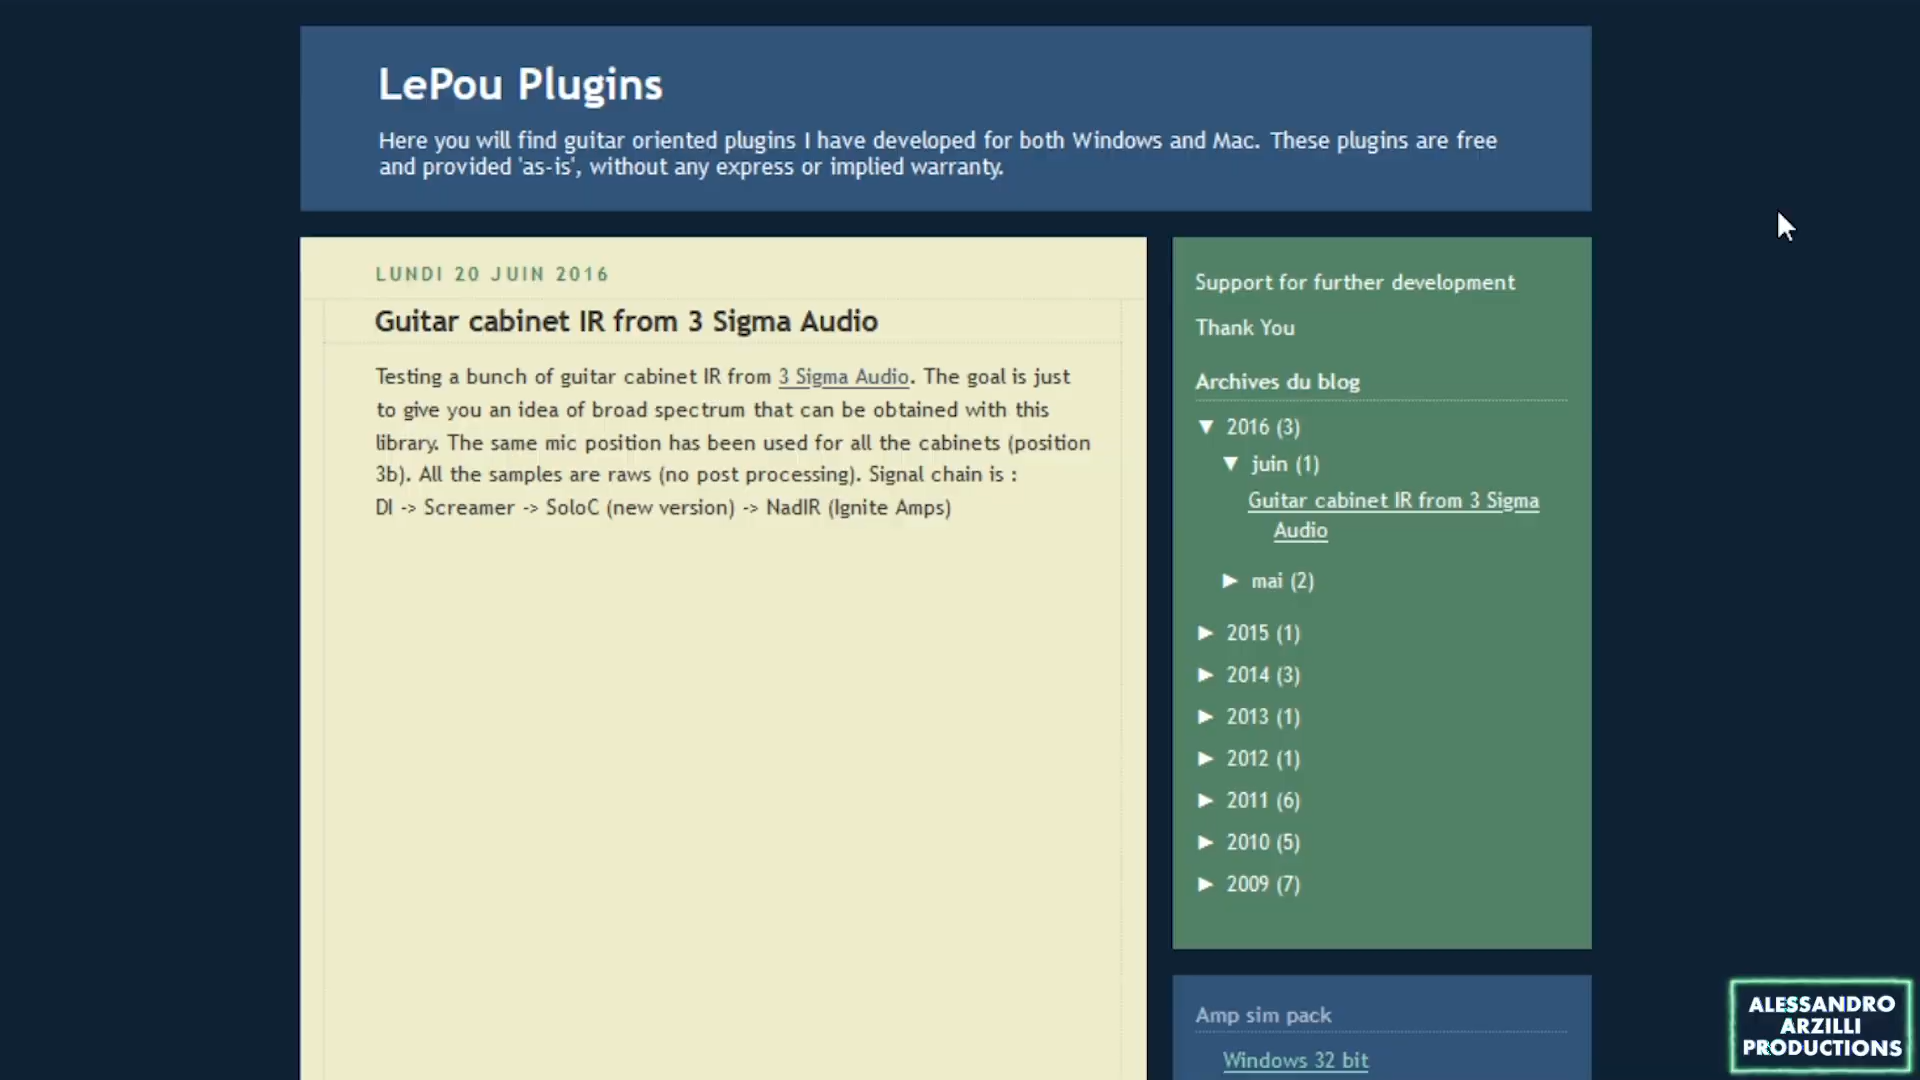 LePou Plugins
Here you will find guitar oriented plugins I have developed for both Windows and Mac. These plugins are free
and provided 'as-is', without any express or implied warranty.
LUNDI 20 JUIN 2016
Guitar cabinet IR from 3 Sigma Audio
Testing a bunch of guitar cabinet IR from 3 Sigma Audio. The goal is just
to give you an idea of broad spectrum that can be obtained with this
library. The same mic position has been used for all the cabinets (position
3b). All the samples are raws (no post processing). Signal chain is :
DI -> Screamer -> SoloC (new version) -> NadIR (Ignite Amps)
Support for further development
Thank You
Archives du blog
▼ 2016 (3)
▼ juin (1)
Guitar cabinet IR from 3 Sigma
Audio
► mai (2)
► 2015 (1)
► 2014 (3)
► 2013 (1)
► 2012 (1)
► 2011 (6)
► 2010 (5)
► 2009 (7)
Amp sim pack
Windows 32 bit
ALESSANDRO
ARZILLI
PRODUCTIONS